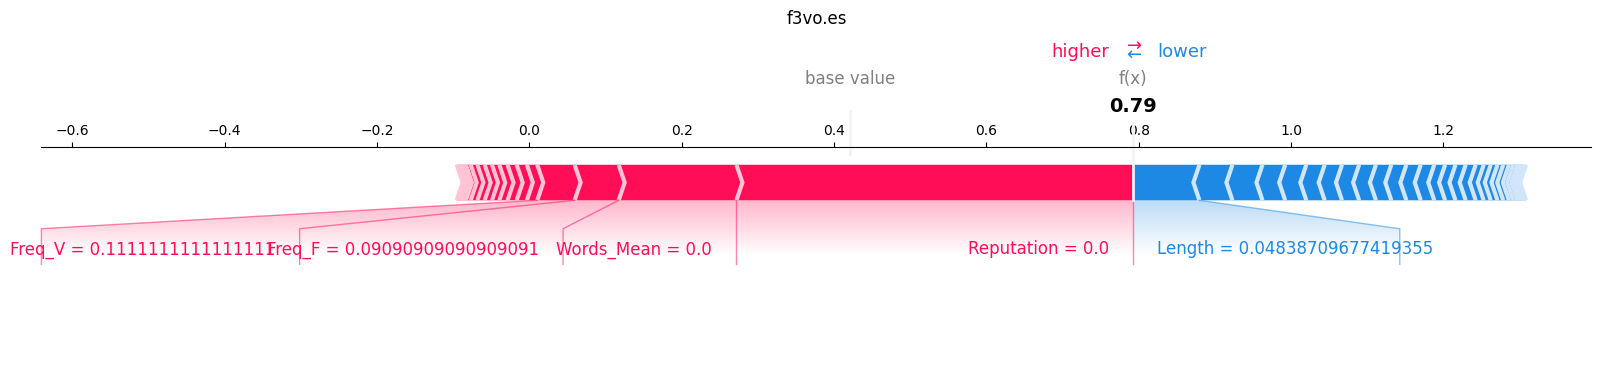 f3vo.es
higher ⇄ lower
base value f(x)
0.79
−0.6 −0.4 −0.2 0.0 0.2 0.4 0.6 0.8 1.0 1.2
Freq_V = 0.1111111111111111 Freq_F = 0.09090909090909091 Words_Mean = 0.0 Reputation = 0.0 Length = 0.04838709677419355